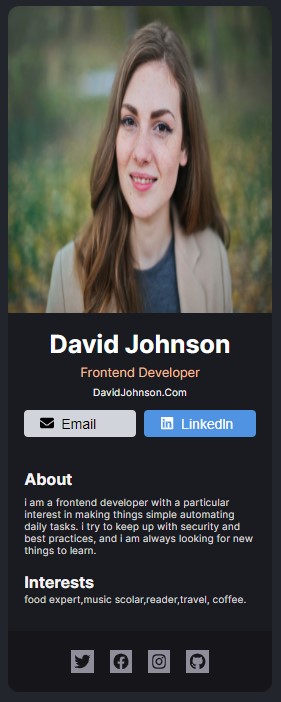 David Johnson
Frontend Developer
DavidJohnson.Com
Email
LinkedIn
About
i am a frontend developer with a particular
interest in making things simple automating
daily tasks. i try to keep up with security and
best practices, and i am always looking for new
things to learn.
Interests
food expert,music scolar,reader,travel, coffee.